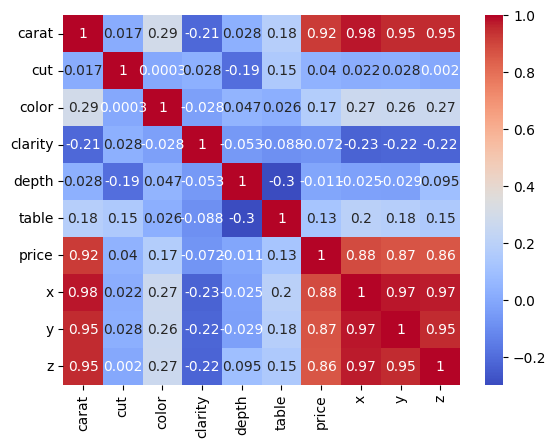 carat 1 0.017 0.29 -0.21 0.028 0.18 0.92 0.98 0.95 0.95
cut 0.017 1 0.0003 0.028 -0.19 0.15 0.04 0.022 0.028 0.002
color 0.29 0.0003 1 -0.028 0.047 0.026 0.17 0.27 0.26 0.27
clarity -0.21 0.028 -0.028 1 -0.053 -0.088 -0.072 -0.23 -0.22 -0.22
depth 0.028 -0.19 0.047 -0.053 1 -0.3 -0.011 -0.025 -0.029 0.095
table 0.18 0.15 0.026 -0.088 -0.3 1 0.13 0.2 0.18 0.15
price 0.92 0.04 0.17 -0.072 -0.011 0.13 1 0.88 0.87 0.86
x 0.98 0.022 0.27 -0.23 -0.025 0.2 0.88 1 0.97 0.97
y 0.95 0.028 0.26 -0.22 -0.029 0.18 0.87 0.97 1 0.95
z 0.95 0.002 0.27 -0.22 0.095 0.15 0.86 0.97 0.95 1
carat cut color clarity depth table price x y z
1.0
0.8
0.6
0.4
0.2
0.0
−0.2